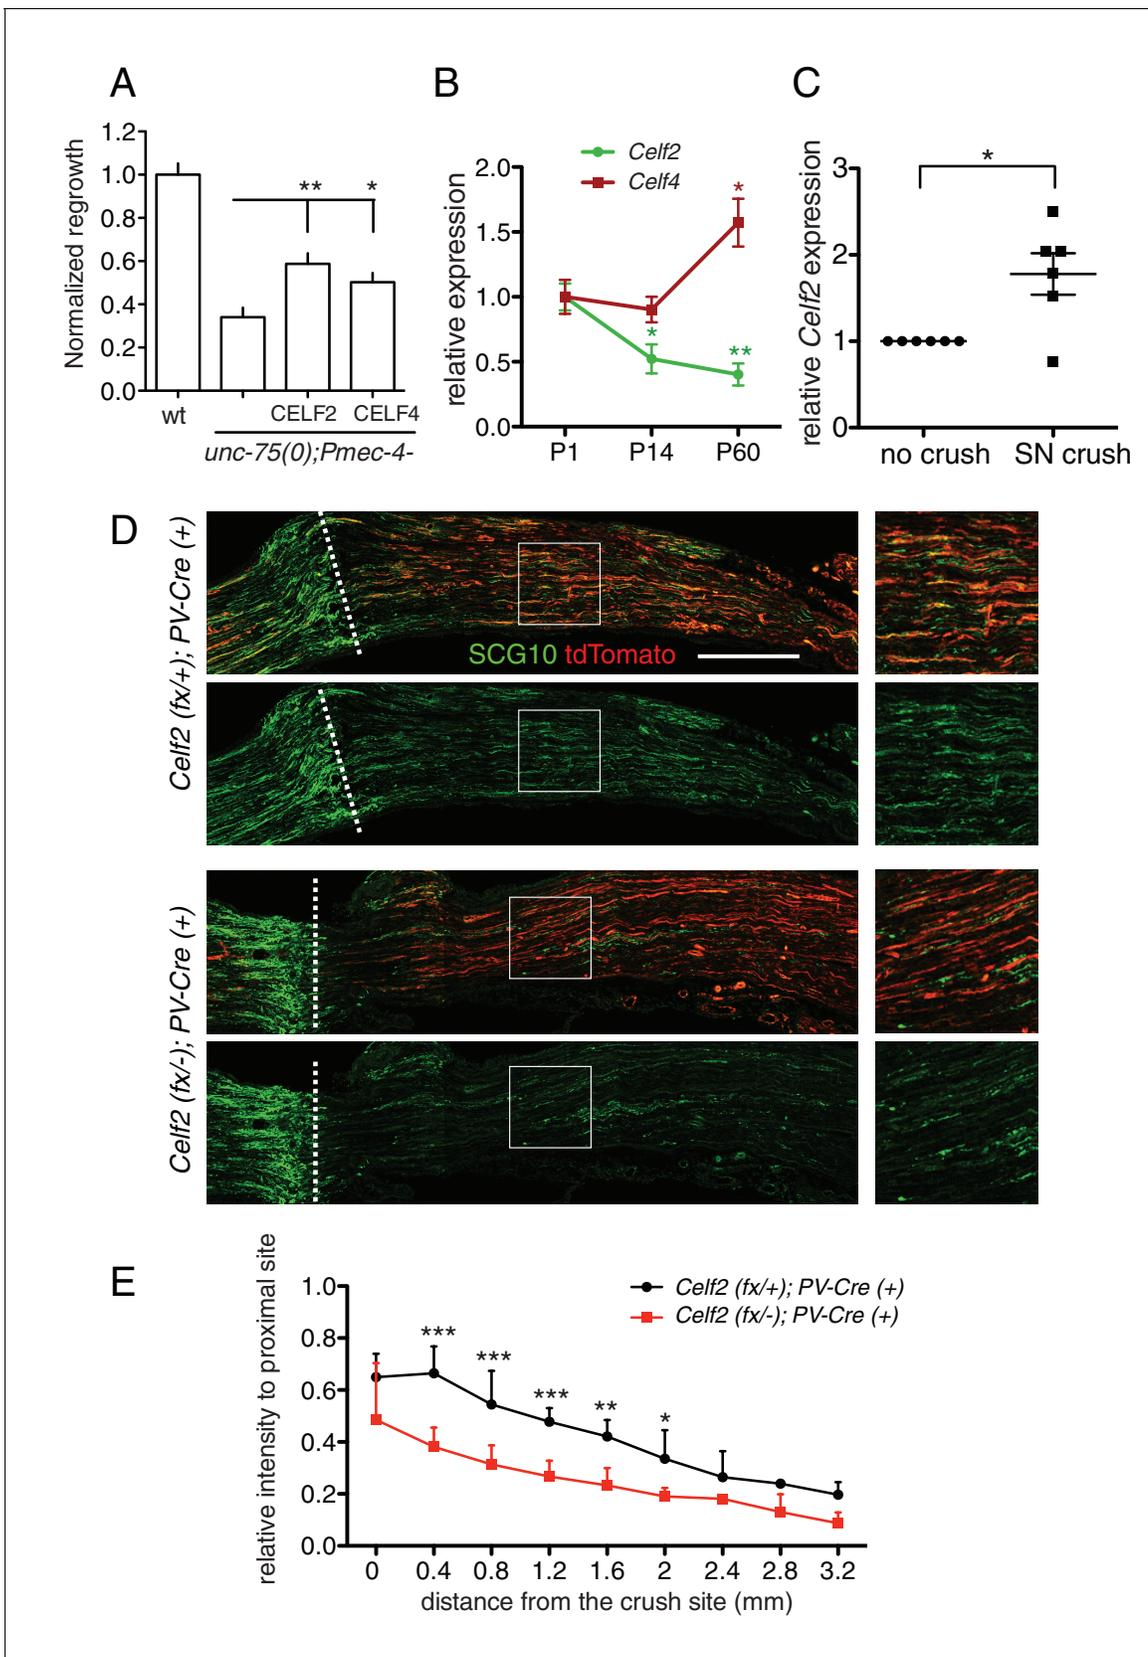 A
Normalized regrowth
1.2
1.0
0.8
0.6
0.4
0.2
0.0
**
*
wt
CELF2
CELF4
unc-75(0);Pmec-4-
B
relative expression
Celf2
Celf4
2.0
1.5
1.0
0.5
0.0
*
*
**
P1
P14
P60
C
relative Celf2 expression
3
2
1
0
*
no crush
SN crush
D
Celf2 (fx/+); PV-Cre (+)
SCG10 tdTomato
Celf2 (fx/-); PV-Cre (+)
E
relative intensity to proximal site
Celf2 (fx/+); PV-Cre (+)
Celf2 (fx/-); PV-Cre (+)
1.0
0.8
0.6
0.4
0.2
0.0
***
***
***
**
*
0 0.4 0.8 1.2 1.6 2 2.4 2.8 3.2
distance from the crush site (mm)